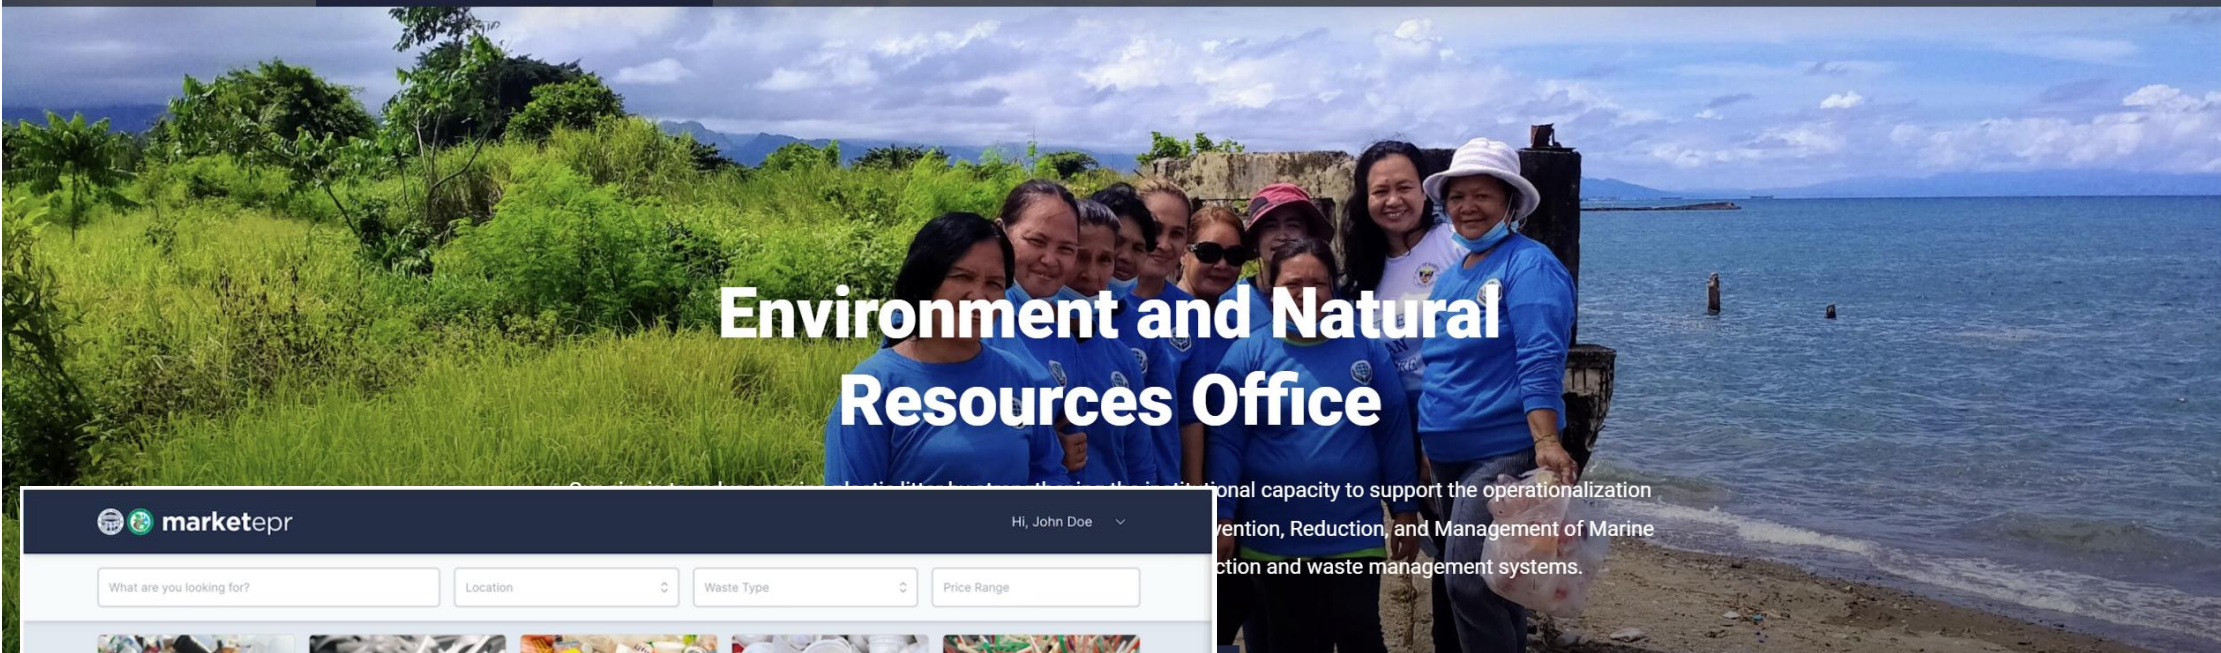 Environment and Natural
Resources Office
onal capacity to support the operationalization
vention, Reduction, and Management of Marine
ction and waste management systems.
marketepr
Hi, John Doe
What are you looking for?
Location
Waste Type
Price Range